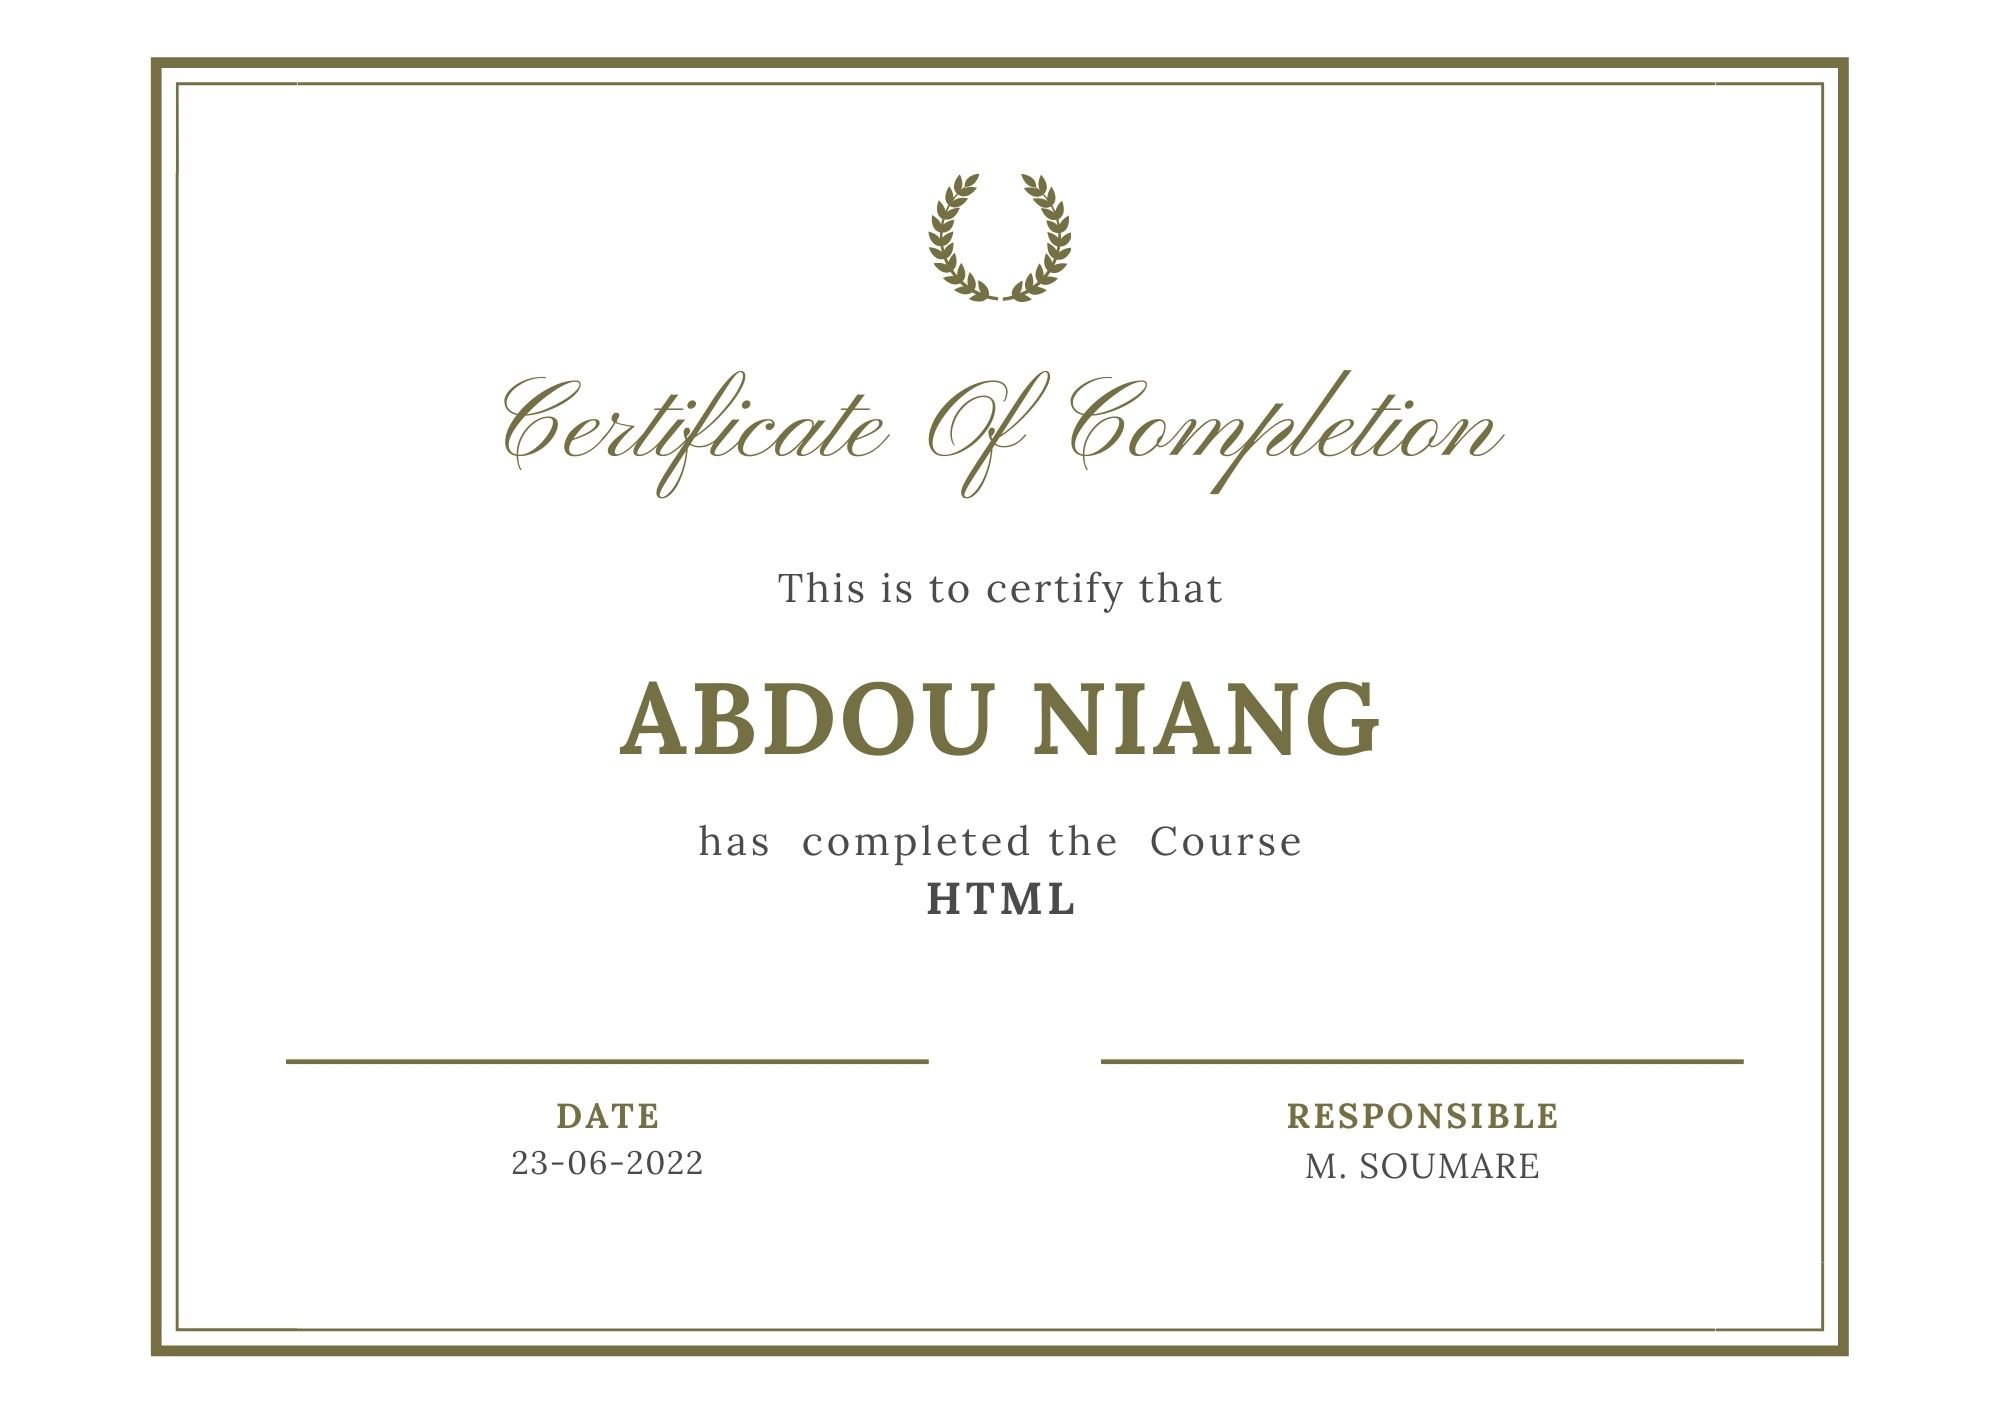 Certificate Of Completion
This is to certify that
ABDOU NIANG
has completed the Course
HTML
DATE
23-06-2022
RESPONSIBLE
M. SOUMARE